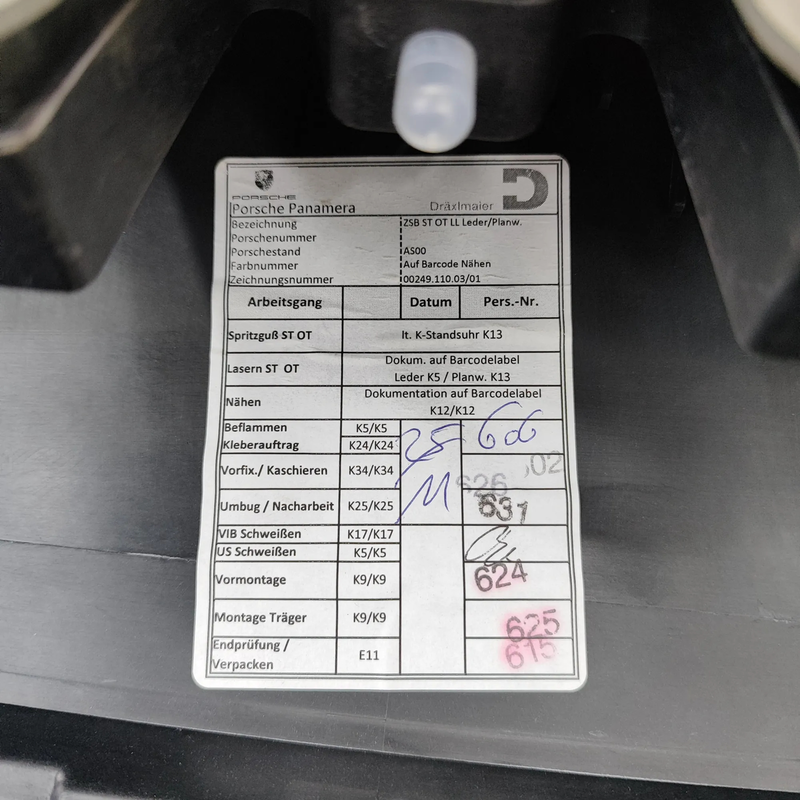 PORSCHE
Porsche Panamera Dräxlmaier D
Bezeichnung ZSB ST OT LL Leder/Planw.
Porschenummer
Porschestand AS00
Farbnummer Auf Barcode Nähen
Zeichnungsnummer 00249.110.03/01
Arbeitsgang Datum Pers.-Nr.
Spritzguß ST OT lt. K-Standsuhr K13
Lasern ST OT Dokum. auf Barcodelabel
Leder K5 / Planw. K13
Nähen Dokumentation auf Barcodelabel
K12/K12
Beflammen K5/K5
Kleberauftrag K24/K24
Vorfix./ Kaschieren K34/K34 626
Umbug / Nacharbeit K25/K25 631
VIB Schweißen K17/K17
US Schweißen K5/K5
Vormontage K9/K9 624
Montage Träger K9/K9 625
Endprüfung /
Verpacken E11 615